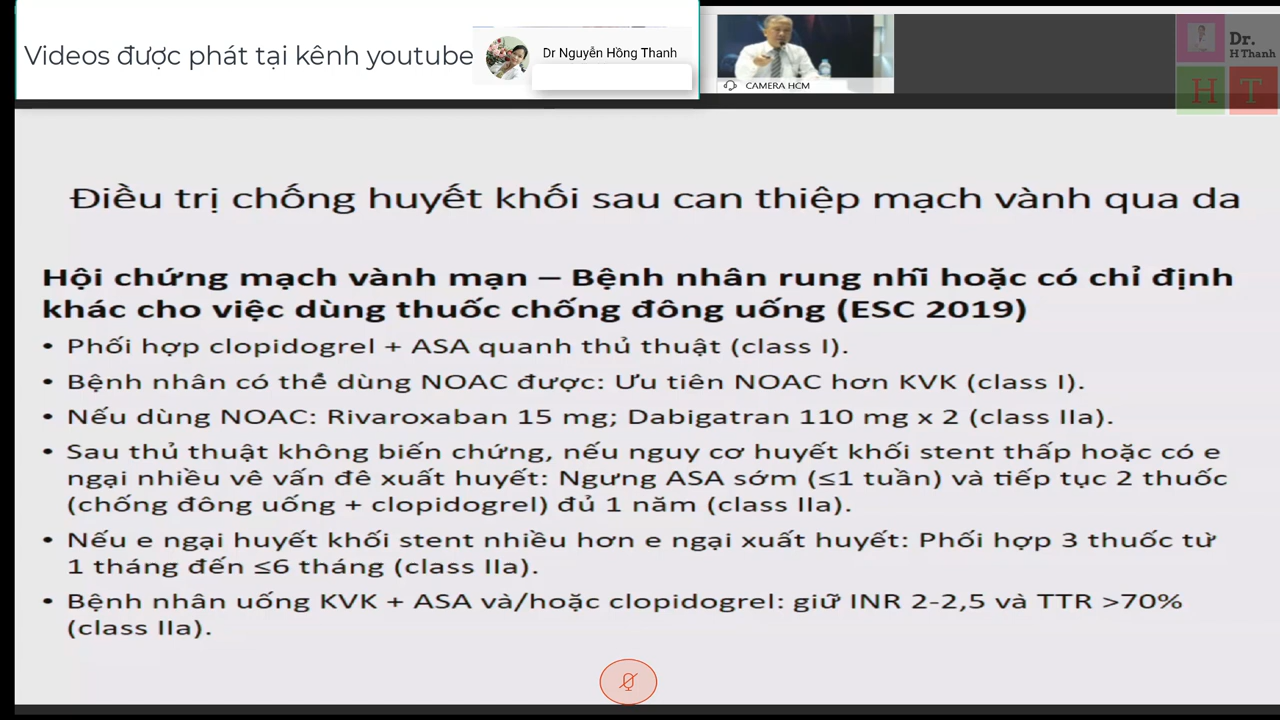 Videos được phát tại kênh youtube
Dr Nguyễn Hồng Thanh
CAMERA HCM
Dr.
H Thanh
H T
Điều trị chống huyết khối sau can thiệp mạch vành qua da
Hội chứng mạch vành mạn – Bệnh nhân rung nhĩ hoặc có chỉ định
khác cho việc dùng thuốc chống đông uống (ESC 2019)
• Phối hợp clopidogrel + ASA quanh thủ thuật (class I).
• Bệnh nhân có thể dùng NOAC được: Ưu tiên NOAC hơn KVK (class I).
• Nếu dùng NOAC: Rivaroxaban 15 mg; Dabigatran 110 mg x 2 (class IIa).
• Sau thủ thuật không biến chứng, nếu nguy cơ huyết khối stent thấp hoặc có e
ngại nhiều vê vấn đê xuất huyết: Ngưng ASA sớm (≤1 tuần) và tiếp tục 2 thuốc
(chống đông uống + clopidogrel) đủ 1 năm (class IIa).
• Nếu e ngại huyết khối stent nhiều hơn e ngại xuất huyết: Phối hợp 3 thuốc từ
1 tháng đến ≤6 tháng (class IIa).
• Bệnh nhân uống KVK + ASA và/hoặc clopidogrel: giữ INR 2-2,5 và TTR >70%
(class IIa).